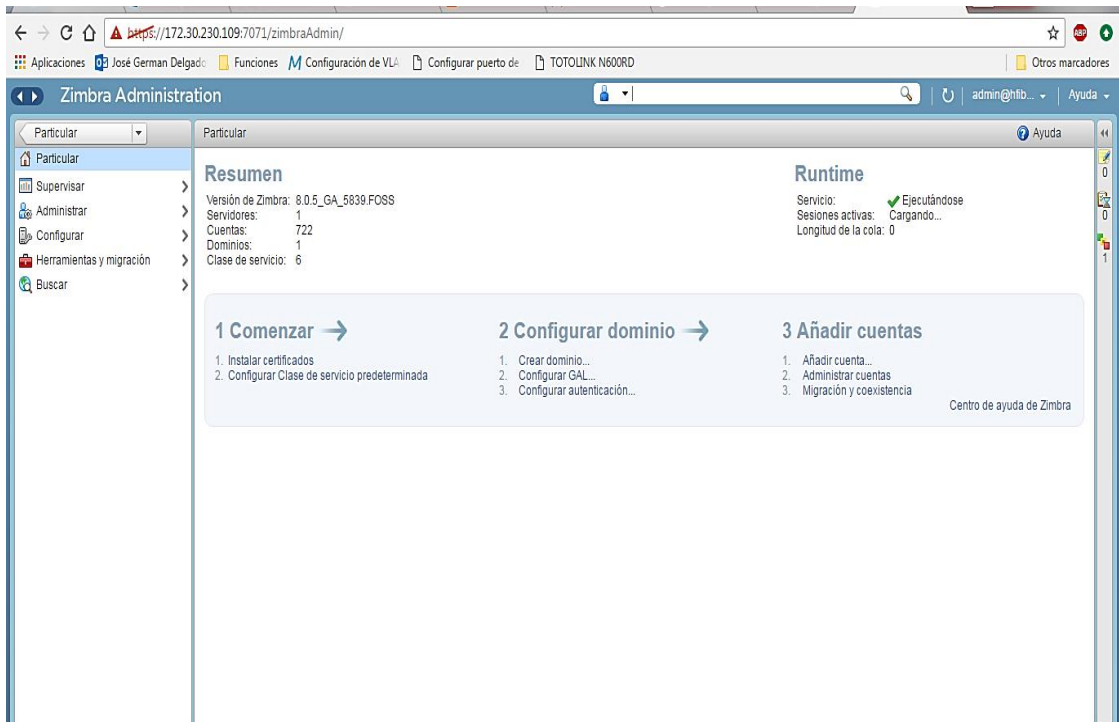 https://172.30.230.109:7071/zimbraAdmin/
ABP
Aplicaciones José German Delgado Funciones Configuración de VLA Configurar puerto de TOTOLINK N600RD Otros marcadores
Zimbra Administration admin@hfib... Ayuda
Particular Particular Ayuda
Particular
Supervisar
Administrar
Configurar
Herramientas y migración
Buscar
Resumen
Versión de Zimbra: 8.0.5_GA_5839.FOSS
Servidores: 1
Cuentas: 722
Dominios: 1
Clase de servicio: 6
Runtime
Servicio: Ejecutándose
Sesiones activas: Cargando...
Longitud de la cola: 0
0
0
1
1 Comenzar
1. Instalar certificados
2. Configurar Clase de servicio predeterminada
2 Configurar dominio
1. Crear dominio...
2. Configurar GAL...
3. Configurar autenticación...
3 Añadir cuentas
1. Añadir cuenta...
2. Administrar cuentas
3. Migración y coexistencia
Centro de ayuda de Zimbra